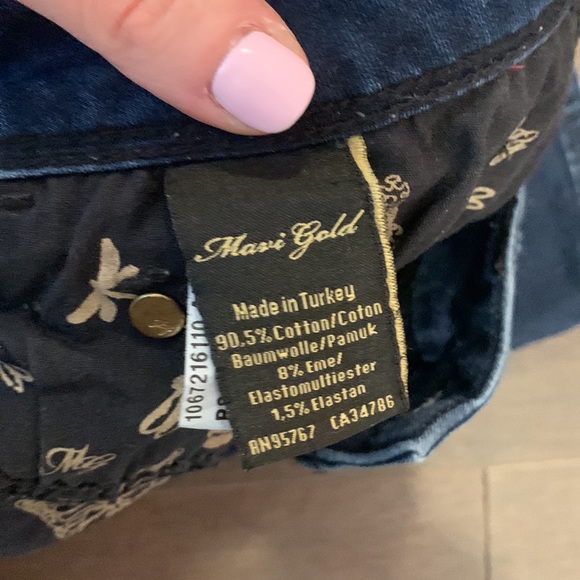 Mavi Gold
Made in Turkey
90,5% Cotton/Coton
Baumwolle/Pamuk
8% Eme/
Elastomultiester
1,5% Elastan
RN95767 CA34786
1067216110